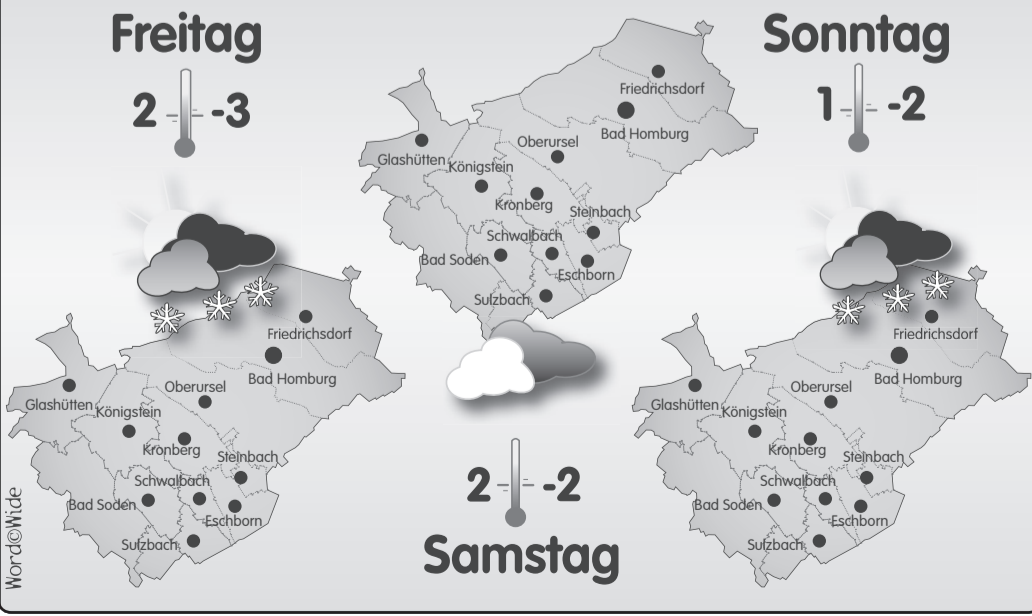 Freitag
2 -3
Friedrichsdorf
Bad Homburg
Oberursel
Glashütten
Königstein
Kronberg
Steinbach
Schwalbach
Bad Soden
Eschborn
Sulzbach
Friedrichsdorf
Bad Homburg
Oberursel
Glashütten
Königstein
Kronberg
Steinbach
Schwalbach
Bad Soden
Eschborn
Sulzbach
2 -2
Samstag
Sonntag
1 -2
Friedrichsdorf
Bad Homburg
Oberursel
Glashütten
Königstein
Kronberg
Steinbach
Schwalbach
Bad Soden
Eschborn
Sulzbach
Word©Wide